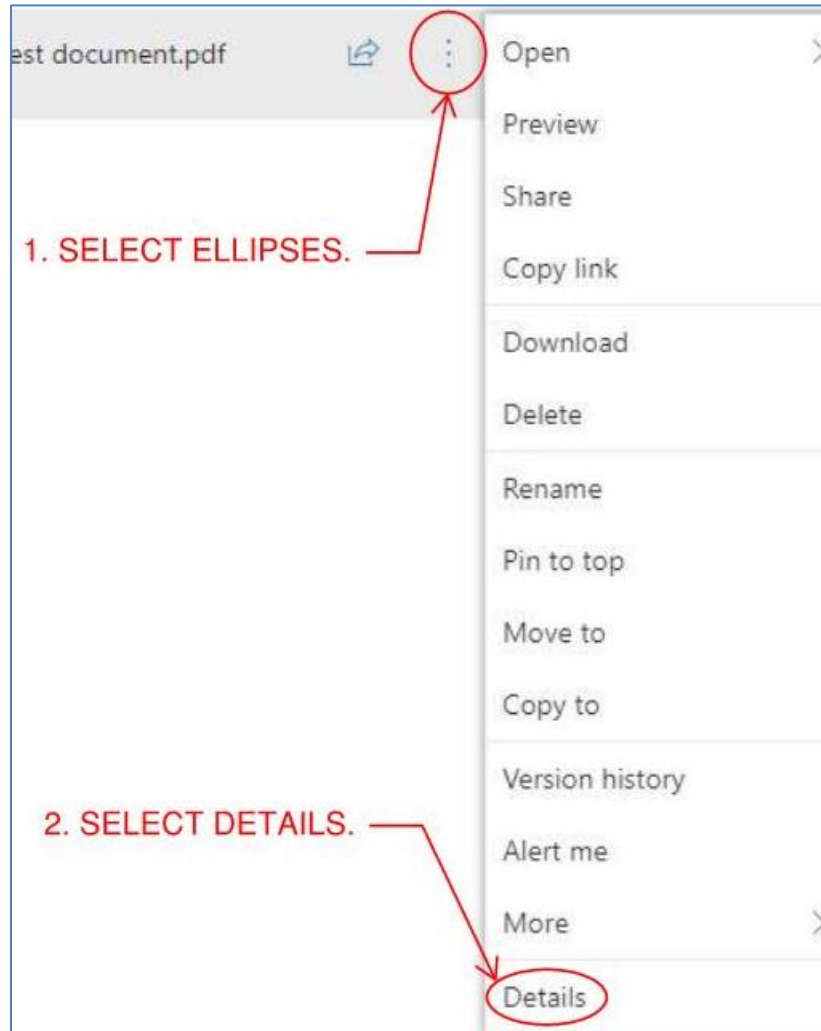 est document.pdf
Open
Preview
Share
1. SELECT ELLIPSES.
Copy link
Download
Delete
Rename
Pin to top
Move to
Copy to
Version history
2. SELECT DETAILS.
Alert me
More
Details